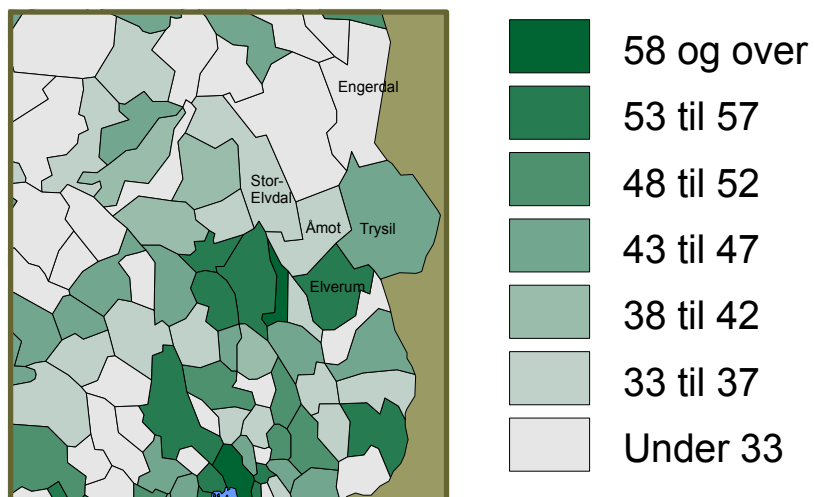 Engerdal
Stor-
Elvdal
Åmot
Trysil
Elverum
58 og over
53 til 57
48 til 52
43 til 47
38 til 42
33 til 37
Under 33